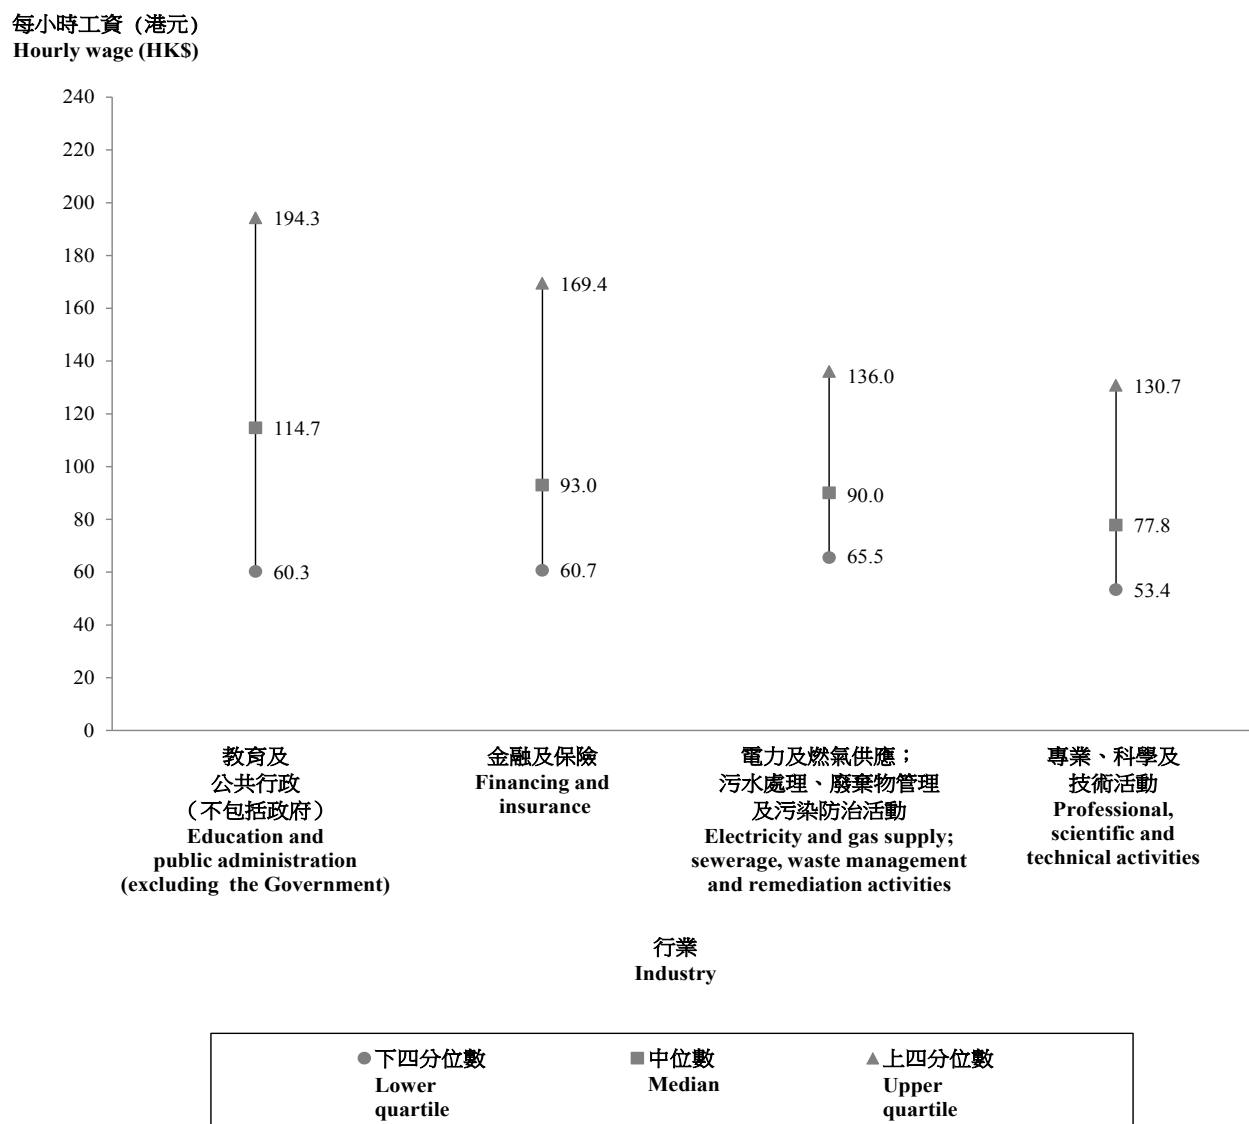 每小時工資 (港元)
Hourly wage (HK$)
240
220
200
180
160
140
120
100
80
60
40
20
0
194.3
114.7
60.3
169.4
93.0
60.7
136.0
90.0
65.5
130.7
77.8
53.4
教育及
公共行政
（不包括政府）
Education and
public administration
(excluding the Government)
金融及保險
Financing and
insurance
電力及燃氣供應；
污水處理、廢棄物管理
及污染防治活動
Electricity and gas supply;
sewerage, waste management
and remediation activities
專業、科學及
技術活動
Professional,
scientific and
technical activities
行業
Industry
下四分位數
Lower
quartile
中位數
Median
上四分位數
Upper
quartile